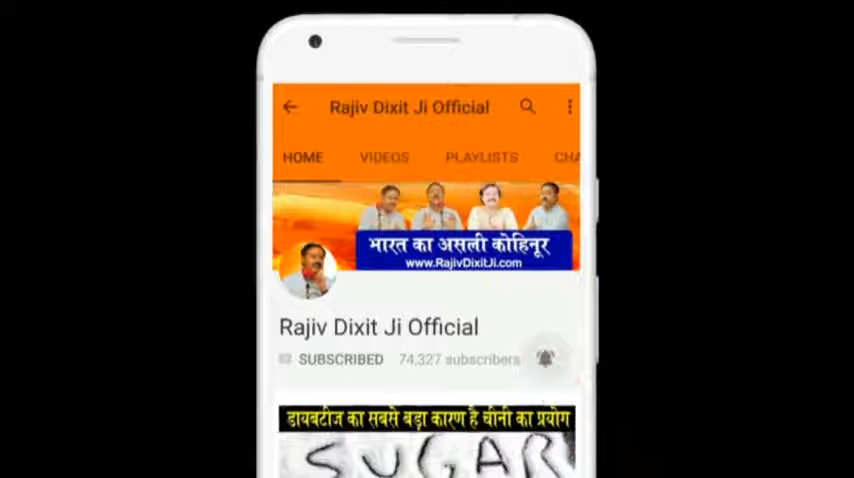 Rajiv Dixit Ji Official
HOME VIDEOS PLAYLISTS CHA
भारत का असली कोहिनूर
www.RajivDixitJi.com
Rajiv Dixit Ji Official
SUBSCRIBED 74,327 subscribers
डायबटीज का सबसे बड़ा कारण है चीनी का प्रयोग
SUGAR